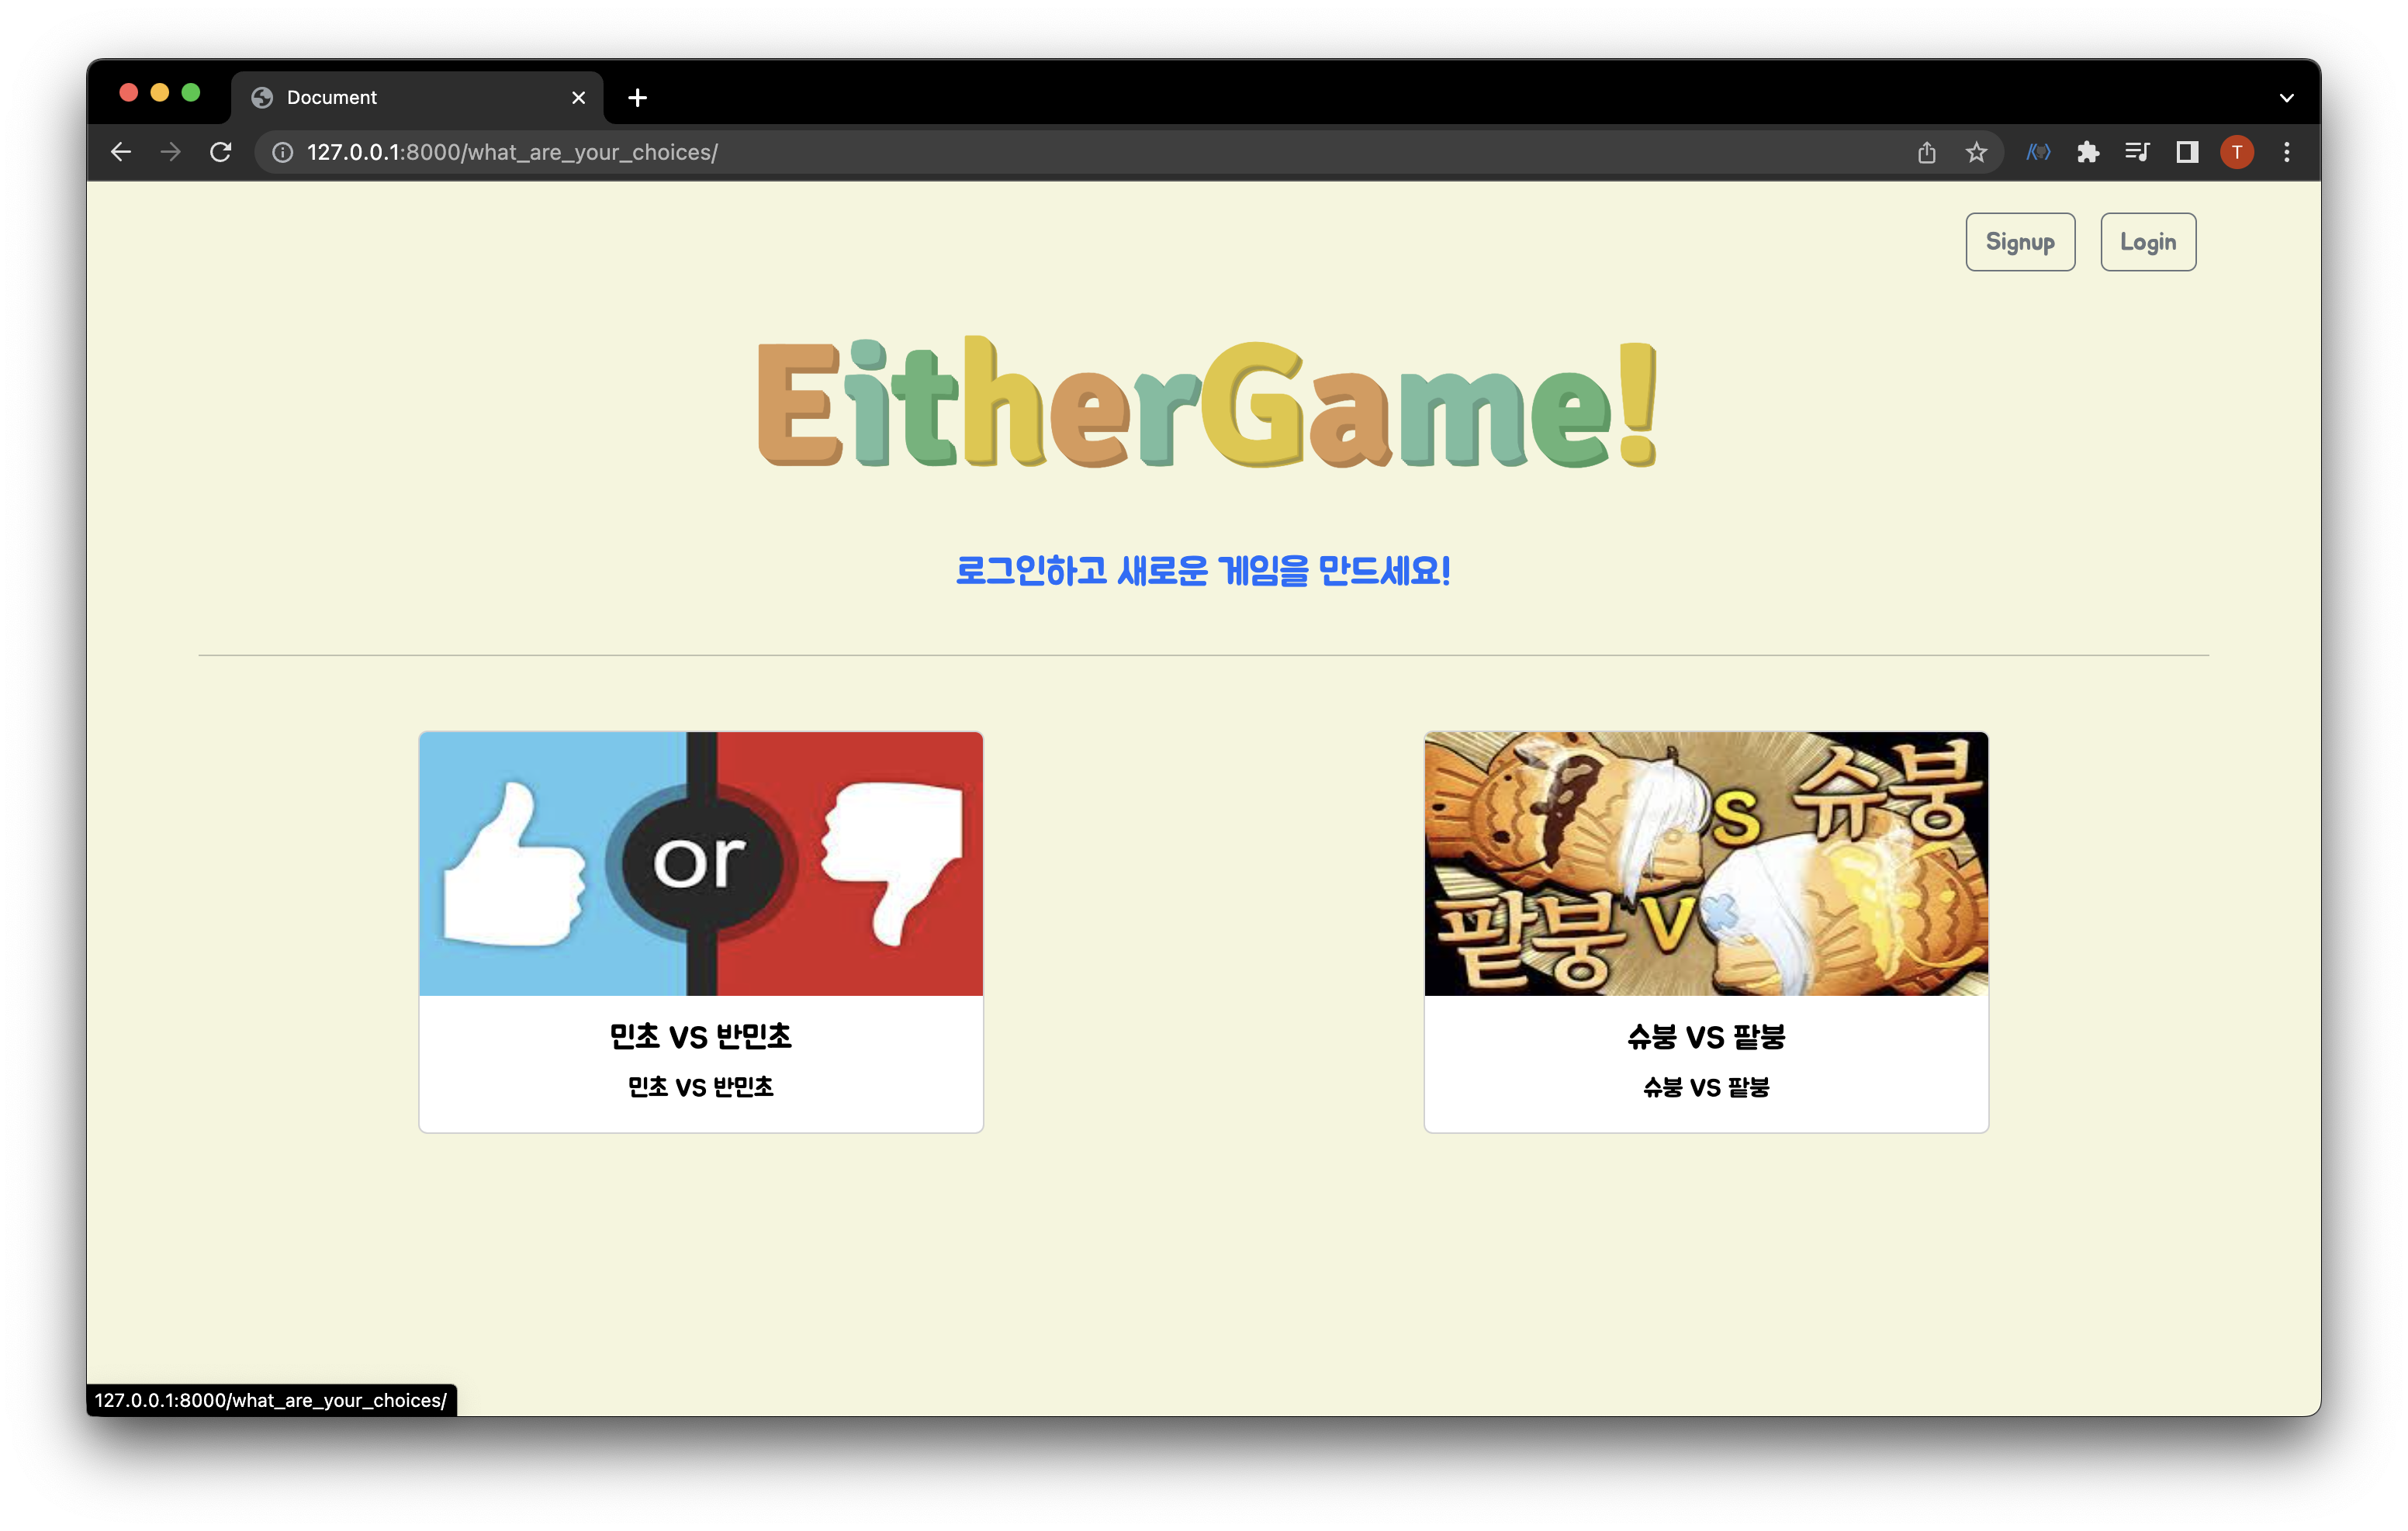 Document
127.0.0.1:8000/what_are_your_choices/
T
Signup
Login
EitherGame!
로그인하고 새로운 게임을 만드세요!
or
슈붕
VS
팥붕
민초 VS 반민초
민초 VS 반민초
슈붕 VS 팥붕
슈붕 VS 팥붕
127.0.0.1:8000/what_are_your_choices/